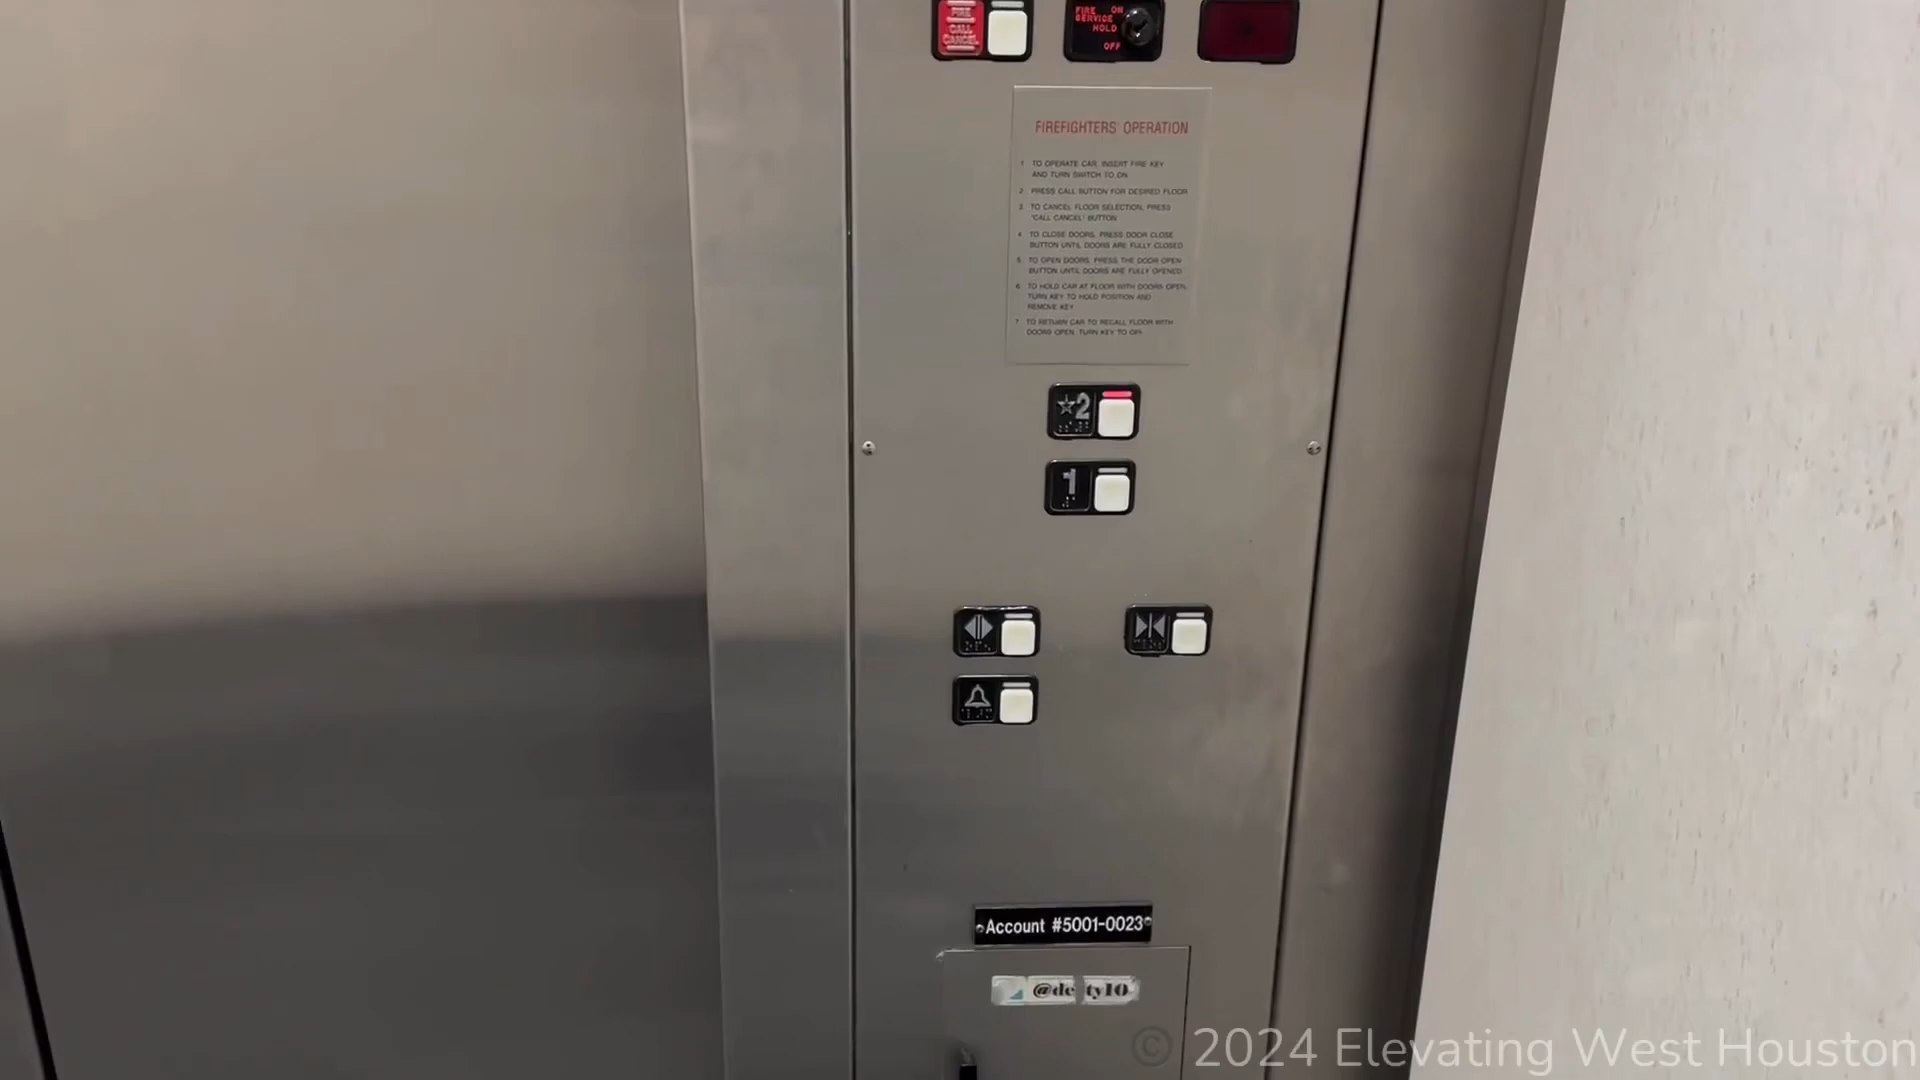 FIRE
CALL
CANCEL
FIRE ON
SERVICE
HOLD
OFF
FIREFIGHTERS' OPERATION
1 TO OPERATE CAR, INSERT FIRE KEY
AND TURN SWITCH TO ON
2 PRESS CALL BUTTON FOR DESIRED FLOOR
3 TO CANCEL FLOOR SELECTION, PRESS
"CALL CANCEL" BUTTON
4 TO CLOSE DOORS, PRESS DOOR CLOSE
BUTTON UNTIL DOORS ARE FULLY CLOSED
5 TO OPEN DOORS, PRESS THE DOOR OPEN
BUTTON UNTIL DOORS ARE FULLY OPENED
6 TO HOLD CAR AT FLOOR WITH DOORS OPEN,
TURN KEY TO HOLD POSITION AND
REMOVE KEY
7 TO RETURN CAR TO RECALL FLOOR WITH
DOORS OPEN, TURN KEY TO OFF
☆2
1
Account #5001-0023
© 2024 Elevating West Houston